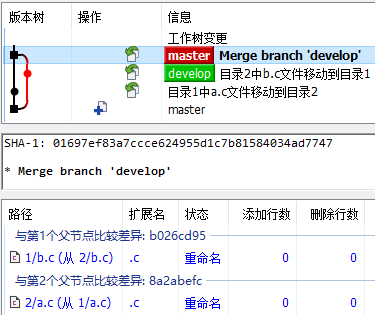 版本树 操作 信息
工作树变更
master Merge branch 'develop'
develop 目录2中b.c文件移动到目录1
目录1中a.c文件移动到目录2
master
SHA-1: 01697ef83a7ccce624955d1c7b81584034ad7747
* Merge branch 'develop'
路径 扩展名 状态 添加行数 删除行数
与第1个父节点比较差异: b026cd95
1/b.c (从 2/b.c) .c 重命名 0 0
与第2个父节点比较差异: 8a2abefc
2/a.c (从 1/a.c) .c 重命名 0 0